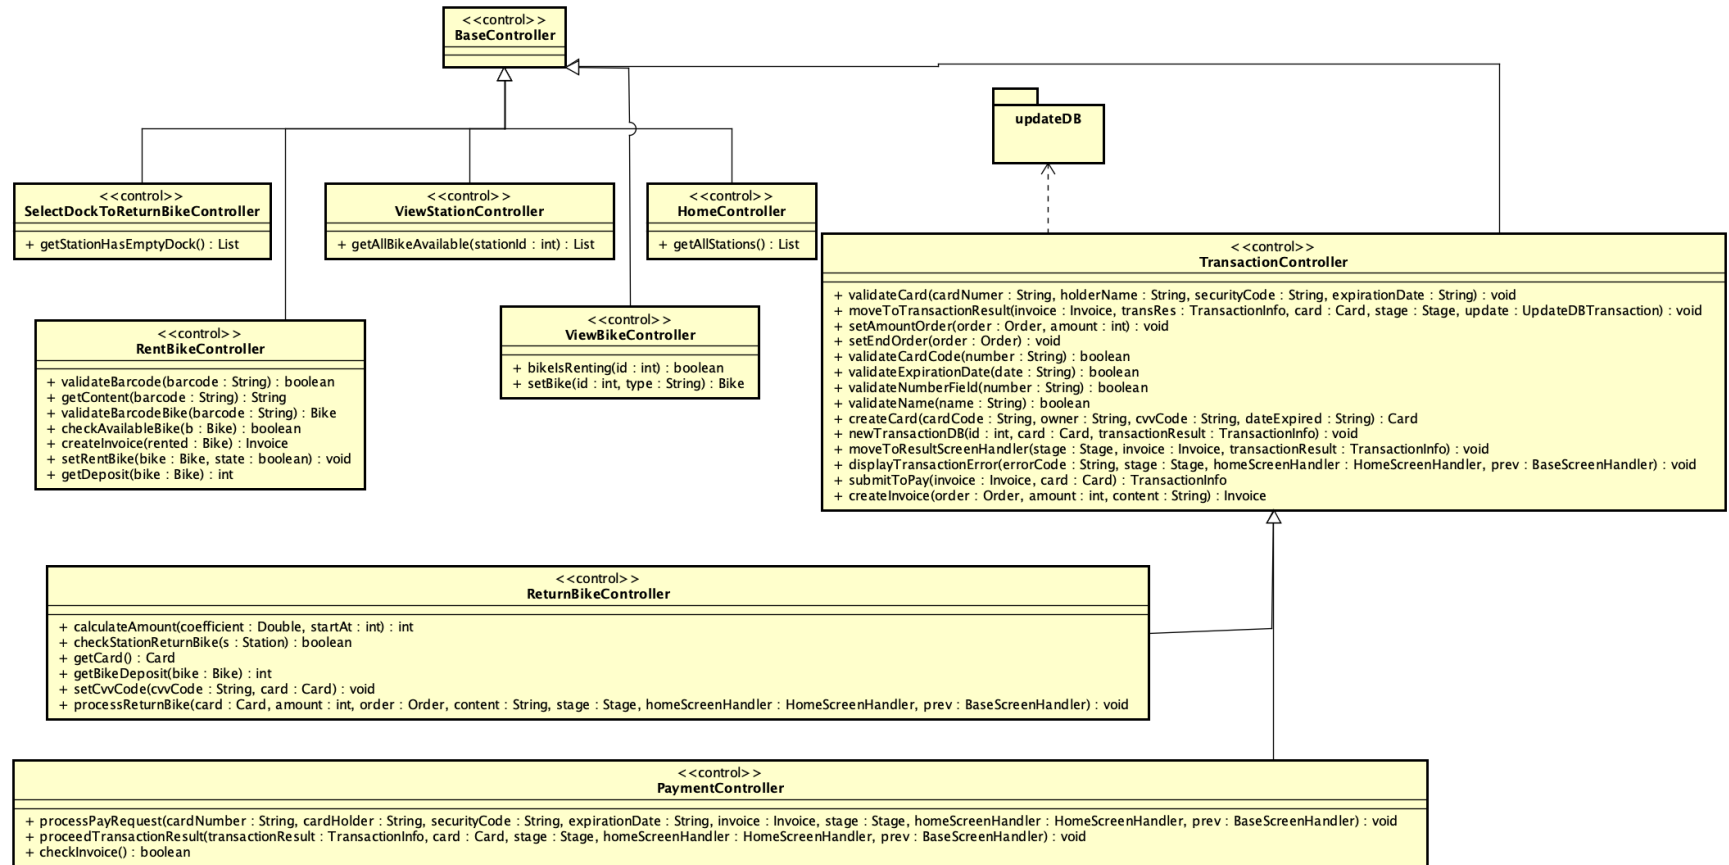 <<control>>
BaseController
updateDB
<<control>>
SelectDockToReturnBikeController
+ getStationHasEmptyDock() : List
<<control>>
ViewStationController
+ getAllBikeAvailable(stationId : int) : List
<<control>>
HomeController
+ getAllStations() : List
<<control>>
TransactionController
+ validateCard(cardNumer : String, holderName : String, securityCode : String, expirationDate : String) : void
+ moveToTransactionResult(invoice : Invoice, transRes : TransactionInfo, card : Card, stage : Stage, update : UpdateDBTransaction) : void
+ setAmountOrder(order : Order, amount : int) : void
+ setEndOrder(order : Order) : void
+ validateCardCode(number : String) : boolean
+ validateExpirationDate(date : String) : boolean
+ validateNumberField(number : String) : boolean
+ validateName(name : String) : boolean
+ createCard(cardCode : String, owner : String, cvvCode : String, dateExpired : String) : Card
+ newTransactionDB(id : int, card : Card, transactionResult : TransactionInfo) : void
+ moveToResultScreenHandler(stage : Stage, invoice : Invoice, transactionResult : TransactionInfo) : void
+ displayTransactionError(errorCode : String, stage : Stage, homeScreenHandler : HomeScreenHandler, prev : BaseScreenHandler) : void
+ submitToPay(invoice : Invoice, card : Card) : TransactionInfo
+ createInvoice(order : Order, amount : int, content : String) : Invoice
<<control>>
RentBikeController
+ validateBarcode(barcode : String) : boolean
+ getContent(barcode : String) : String
+ validateBarcodeBike(barcode : String) : Bike
+ checkAvailableBike(b : Bike) : boolean
+ createInvoice(rented : Bike) : Invoice
+ setRentBike(bike : Bike, state : boolean) : void
+ getDeposit(bike : Bike) : int
<<control>>
ViewBikeController
+ bikeIsRenting(id : int) : boolean
+ setBike(id : int, type : String) : Bike
<<control>>
ReturnBikeController
+ calculateAmount(coefficient : Double, startAt : int) : int
+ checkStationReturnBike(s : Station) : boolean
+ getCard() : Card
+ getBikeDeposit(bike : Bike) : int
+ setCvvCode(cvvCode : String, card : Card) : void
+ processReturnBike(card : Card, amount : int, order : Order, content : String, stage : Stage, homeScreenHandler : HomeScreenHandler, prev : BaseScreenHandler) : void
<<control>>
PaymentController
+ processPayRequest(cardNumber : String, cardHolder : String, securityCode : String, expirationDate : String, invoice : Invoice, stage : Stage, homeScreenHandler : HomeScreenHandler, prev : BaseScreenHandler) : void
+ proceedTransactionResult(transactionResult : TransactionInfo, card : Card, stage : Stage, homeScreenHandler : HomeScreenHandler, prev : BaseScreenHandler) : void
+ checkInvoice() : boolean